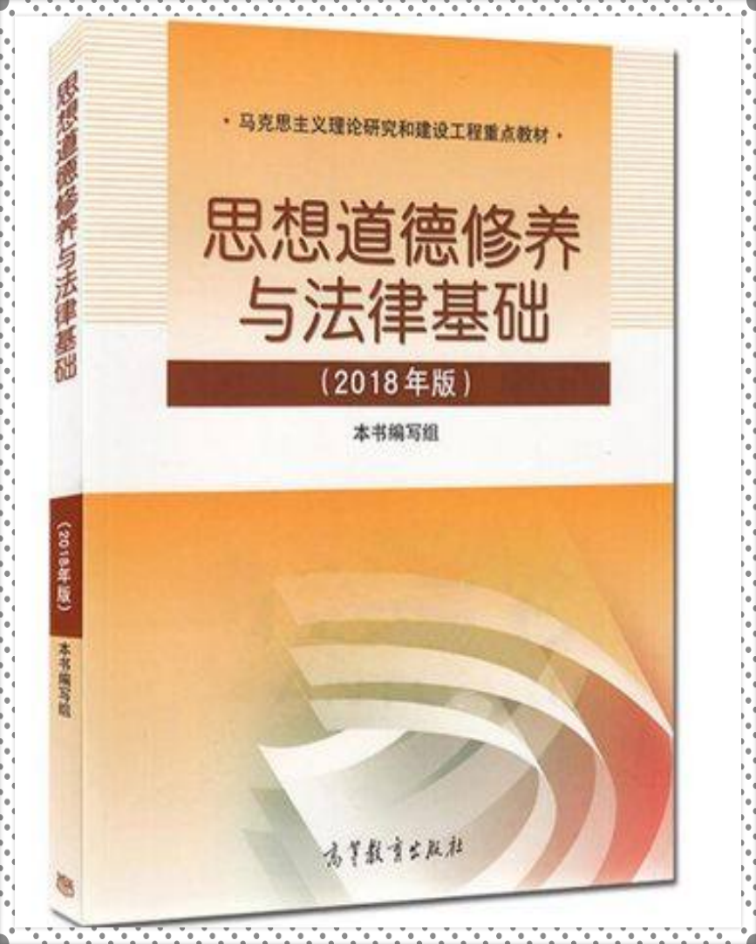 ·马克思主义理论研究和建设工程重点教材·
思想道德修养
与法律基础
(2018年版)
本书编写组
高等教育出版社
思想道德修养与法律基础
(2018年版)
本书编写组